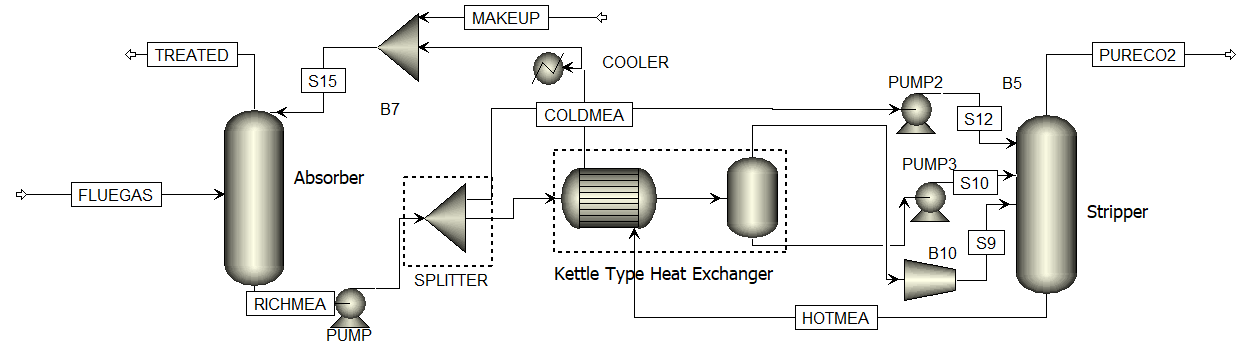 MAKEUP
TREATED
COOLER
S15
PUMP2
B5
PURECO2
B7
COLDMEA
S12
PUMP3
Absorber
FLUEGAS
S10
Stripper
S9
B10
Kettle Type Heat Exchanger
SPLITTER
RICHMEA
HOTMEA
PUMP